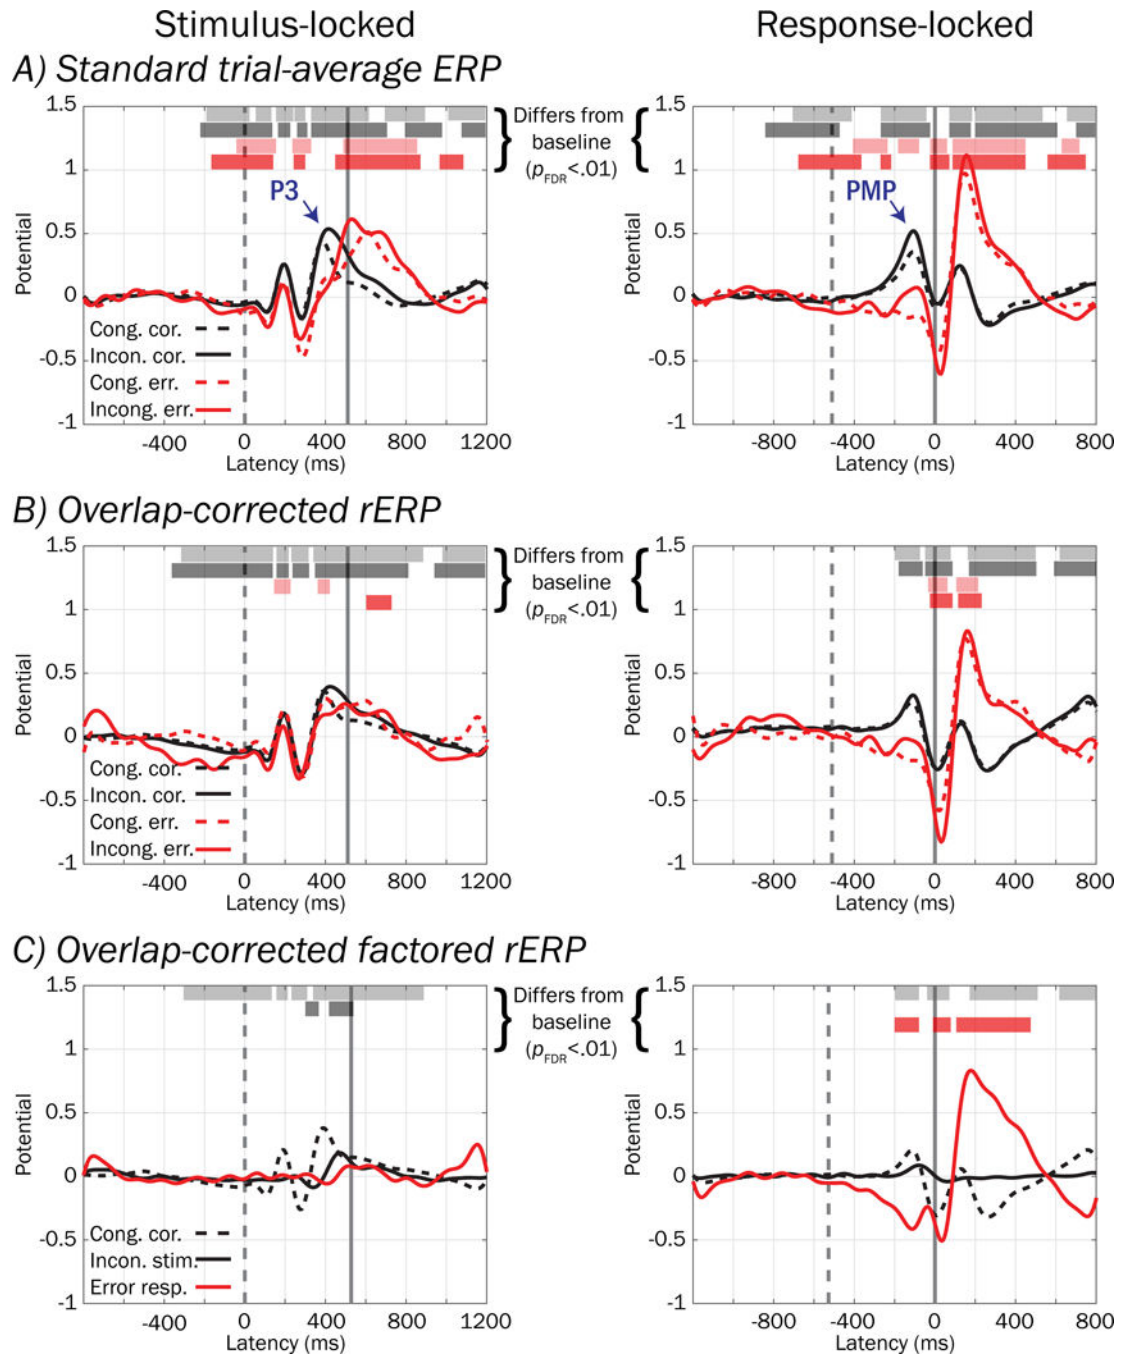 Stimulus-locked
Response-locked
A) Standard trial-average ERP
1.5
1
0.5
0
-0.5
-1
Potential
P3
Cong. cor.
Incon. cor.
Cong. err.
Incong. err.
-400 0 400 800 1200
Latency (ms)
Differs from
baseline
(pFDR<.01)
1.5
1
0.5
0
-0.5
-1
Potential
PMP
-800 -400 0 400 800
Latency (ms)
B) Overlap-corrected rERP
1.5
1
0.5
0
-0.5
-1
Potential
Cong. cor.
Incon. cor.
Cong. err.
Incong. err.
-400 0 400 800 1200
Latency (ms)
Differs from
baseline
(pFDR<.01)
1.5
1
0.5
0
-0.5
-1
Potential
-800 -400 0 400 800
Latency (ms)
C) Overlap-corrected factored rERP
1.5
1
0.5
0
-0.5
-1
Potential
Cong. cor.
Incon. stim.
Error resp.
-400 0 400 800 1200
Latency (ms)
Differs from
baseline
(pFDR<.01)
1.5
1
0.5
0
-0.5
-1
Potential
-800 -400 0 400 800
Latency (ms)